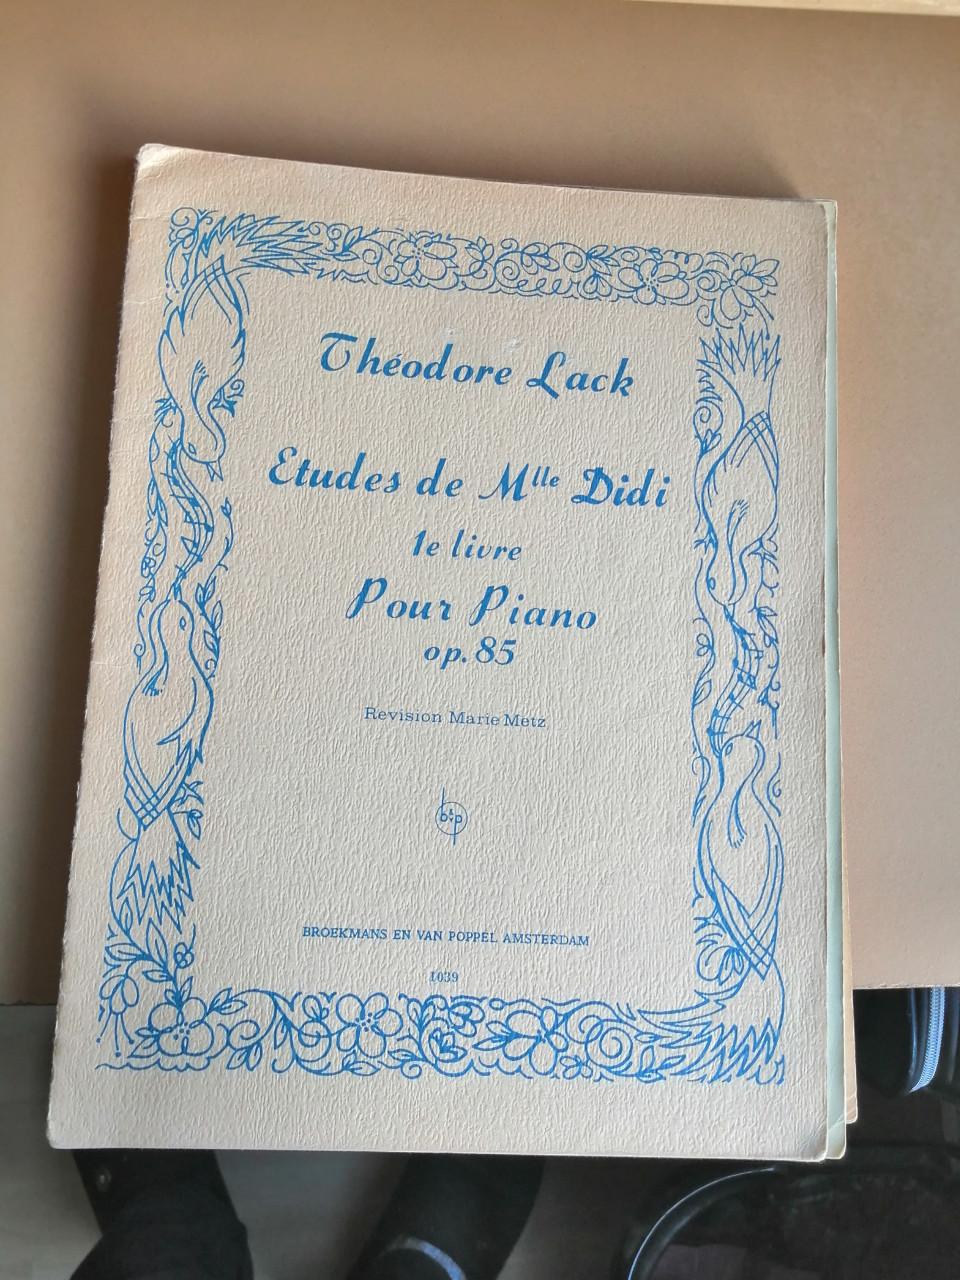 Théodore Lack
Etudes de Mlle Didi
1e livre
Pour Piano
op. 85
Revision Marie Metz
b&vp
BROEKMANS EN VAN POPPEL AMSTERDAM
1039